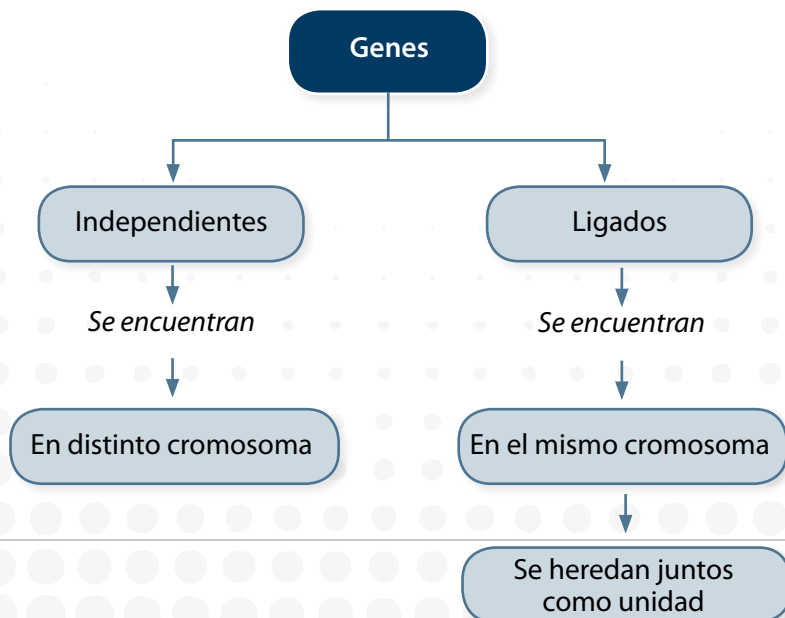 Genes
Independientes
Ligados
Se encuentran
Se encuentran
En distinto cromosoma
En el mismo cromosoma
Se heredan juntos
como unidad